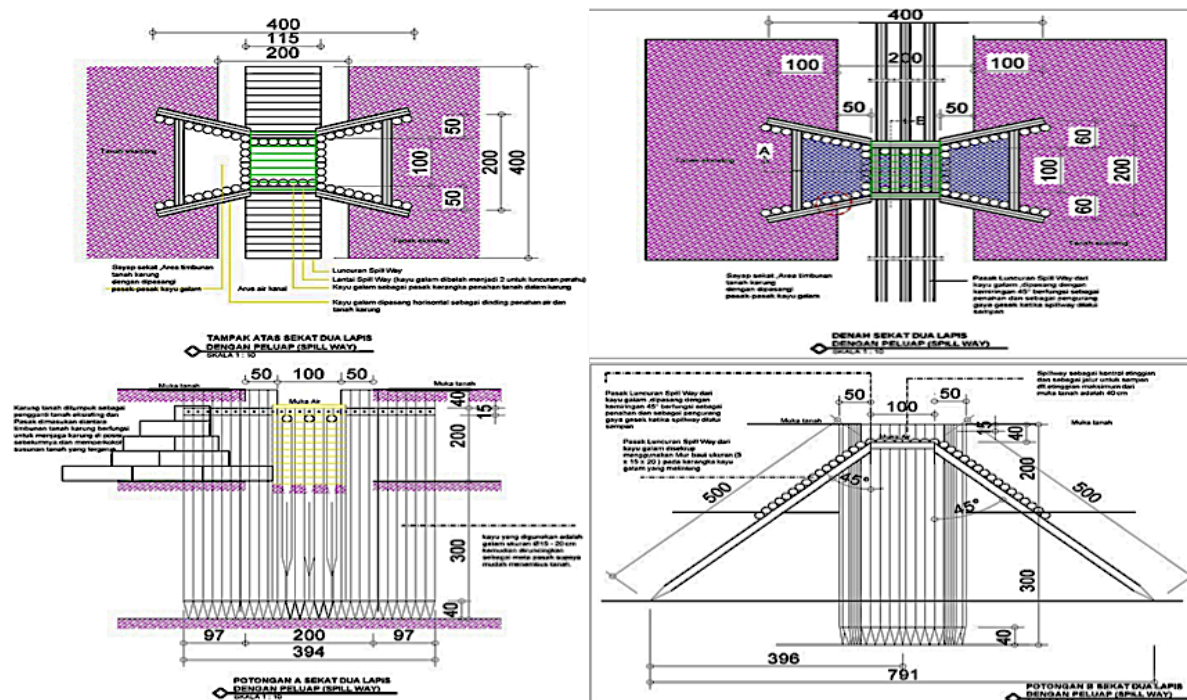 400
115
200
50
100
50
200
400
Tanah eksisting
Tanah eksisting
Sayap sekat ,Area timbunan
tanah karung
dengan dipasangi
pasak-pasak kayu galam
Arus air kanal
Luncuran Spill Way
Lantai Spill Way (kayu galam dibelah menjadi 2 untuk luncuran perahu)
Kayu galam sebagai pasak kerangka penahan tanah dalam karung
Kayu galam dipasang horisontal sebagai dinding penahan air dan
tanah karung
TAMPAK ATAS SEKAT DUA LAPIS
DENGAN PELUAP (SPILL WAY)
SKALA 1 : 10
400
100
200
100
50
50
B
A
60
100
60
200
Tanah eksisting
Tanah eksisting
Sayap sekat ,Area timbunan
tanah karung
dengan dipasangi
pasak-pasak kayu galam
Pasak Luncuran Spill Way dari
kayu galam ,dipasang dengan
kemiringan 45° berfungsi sebagai
penahan dan sebagai pengurang
gaya gesek ketika spillway dilalui
sampan
DENAH SEKAT DUA LAPIS
DENGAN PELUAP (SPILL WAY)
SKALA 1 : 10
50
100
50
Muka tanah
Muka Air
Muka tanah
40
15
200
300
40
Karung tanah ditumpuk sebagai
pengganti tanah eksisting dan
Pasak dimasukan diantara
timbunan tanah karung berfungsi
untuk menjaga karung di posisi
sebelumnya dan memperkokoh
susunan tanah yang tergerus
kayu yang digunakan adalah
galam ukuran Ø15 - 20 cm
kemudian diruncingkan
sebagai mata pasak supaya
mudah menembus tanah.
97
200
97
394
POTONGAN A SEKAT DUA LAPIS
DENGAN PELUAP (SPILL WAY)
SKALA 1 : 10
Pasak Luncuran Spill Way dari
kayu galam ,dipasang dengan
kemiringan 45° berfungsi sebagai
penahan dan sebagai pengurang
gaya gesek ketika spillway dilalui
sampan
Spillway sebagai kontrol
dan sebagai jalur untuk sampan
maksimum dari
muka tanah adalah 40 cm
50
100
50
Muka tanah
Muka tanah
15
40
200
Pasak Luncuran Spill Way dari
kayu galam disekrup
menggunakan Mur baut ukuran
x 15 x 20 ) pada kerangka kayu
galam yang melintang
500
45°
45°
500
300
40
396
791
POTONGAN B SEKAT DUA LAPIS
DENGAN PELUAP (SPILL WAY)